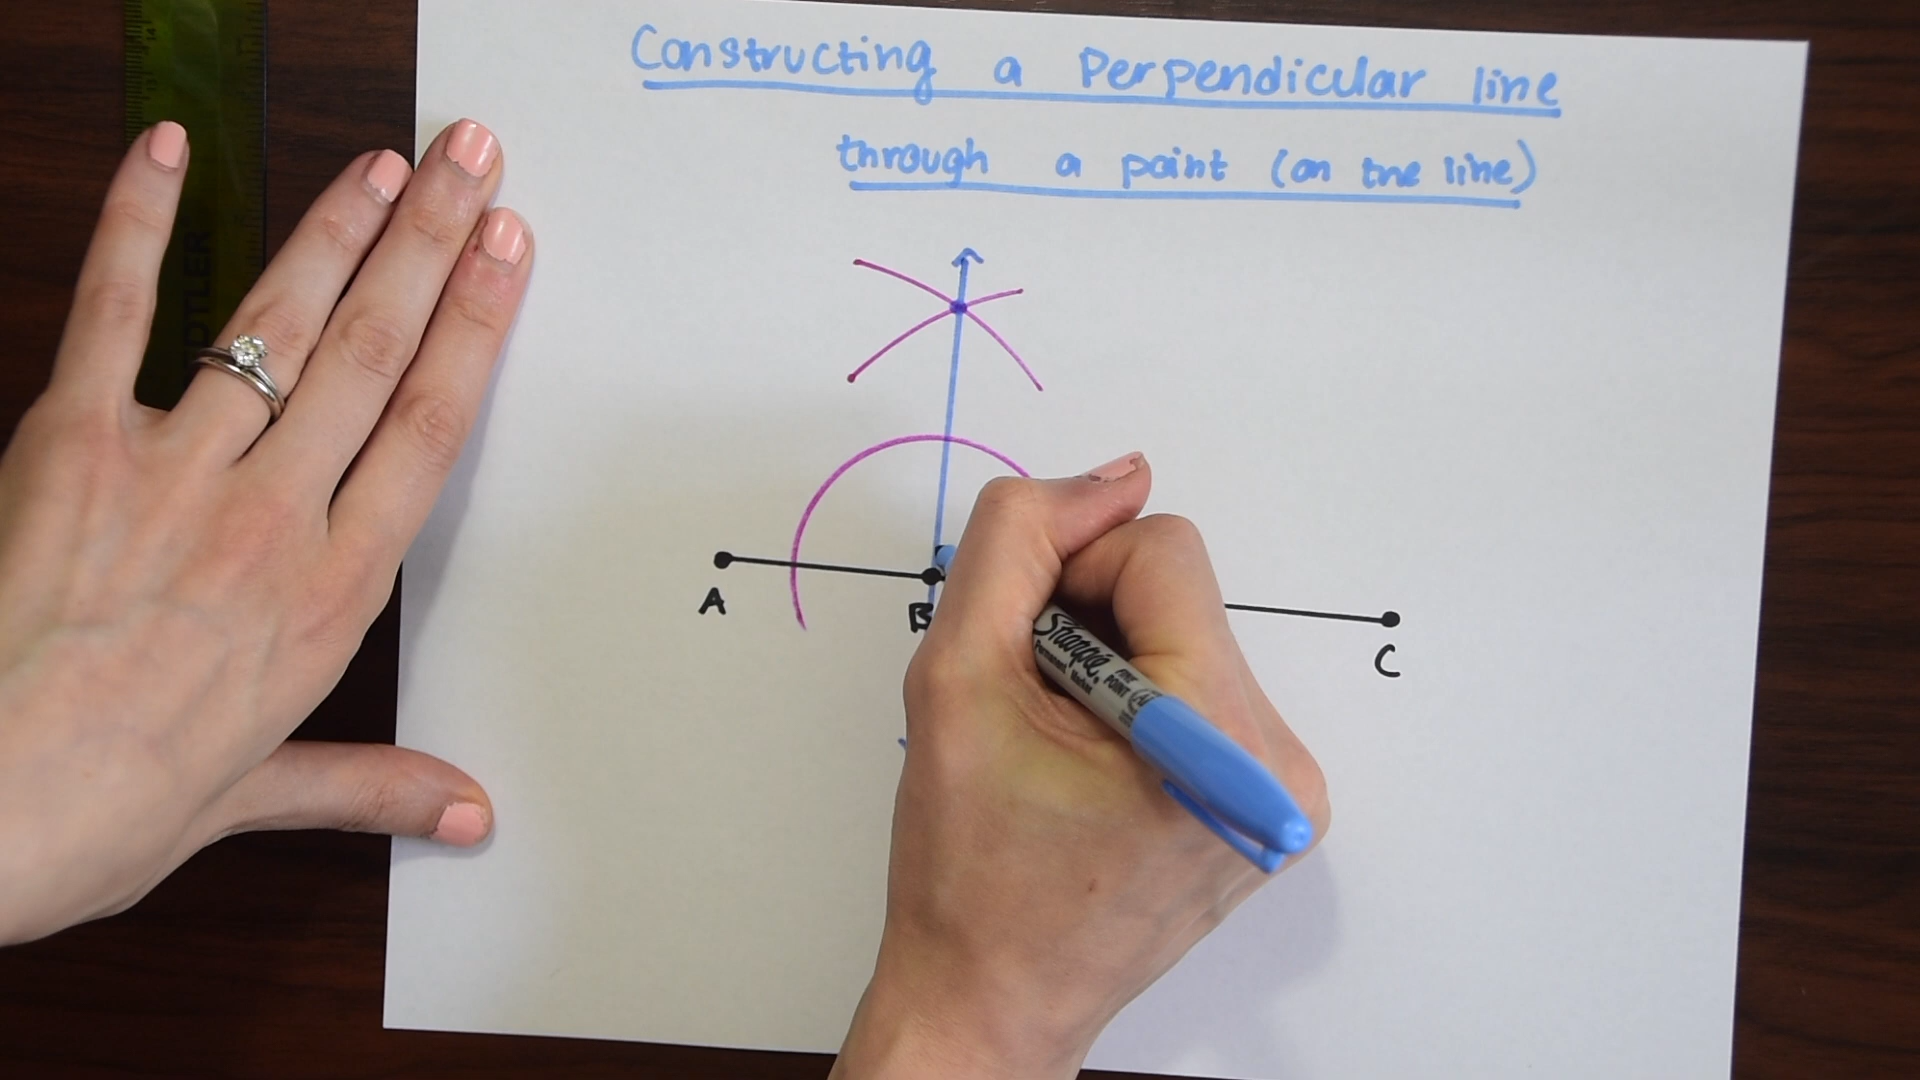 Constructing a Perpendicular line
through a point (on the line)
A
B
C
Sharpie.
FINE POINT
Permanent Marker